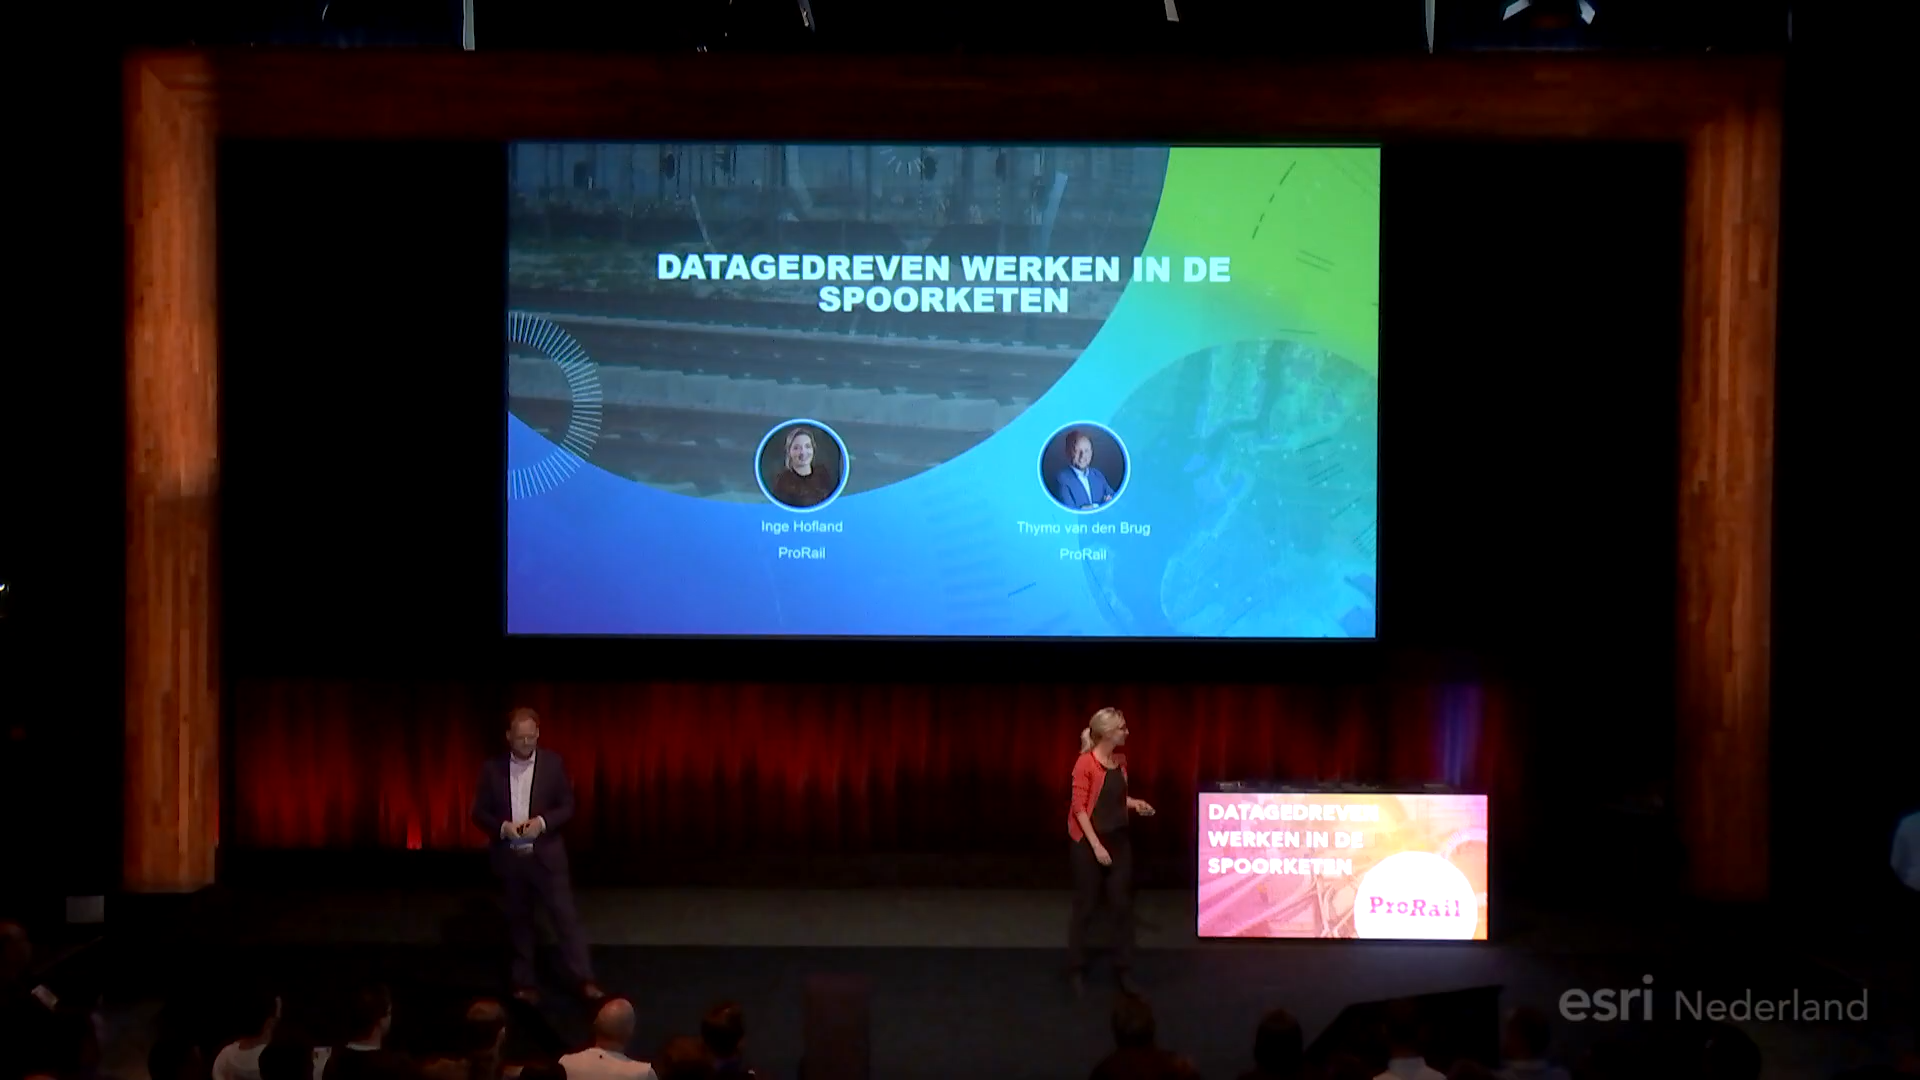 DATAGEDREVEN WERKEN IN DE
SPOORKETEN
Inge Hofland
ProRail
Thymo van den Brug
ProRail
DATAGEDREVEN
WERKEN IN DE
SPOORKETEN
ProRail
esri Nederland